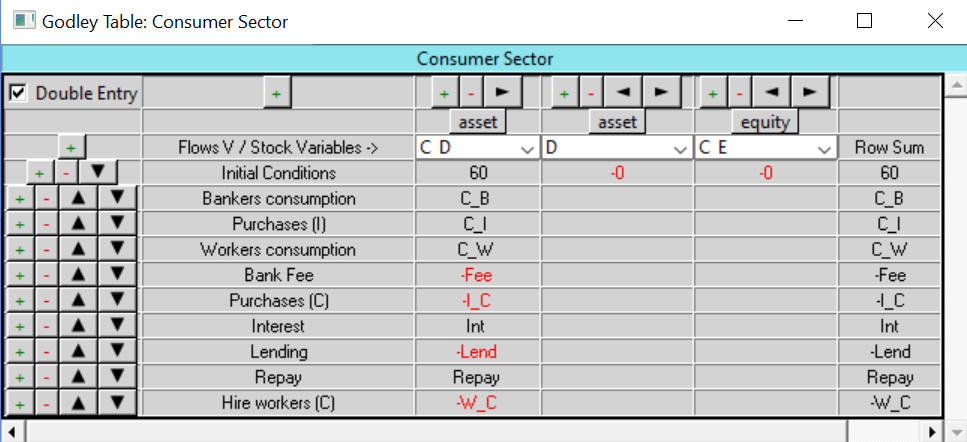 Godley Table: Consumer Sector
Consumer Sector
Double Entry + + - ► + - ◄ ► + - ◄ ►
asset asset equity
+ Flows V / Stock Variables -> C D D C E Row Sum
+ - ▼ Initial Conditions 60 -0 -0 60
+ - ▲ ▼ Bankers consumption C_B C_B
+ - ▲ ▼ Purchases (I) C_I C_I
+ - ▲ ▼ Workers consumption C_W C_W
+ - ▲ ▼ Bank Fee -Fee -Fee
+ - ▲ ▼ Purchases (C) -I_C -I_C
+ - ▲ ▼ Interest Int Int
+ - ▲ ▼ Lending -Lend -Lend
+ - ▲ ▼ Repay Repay Repay
+ - ▲ ▼ Hire workers (C) -W_C -W_C